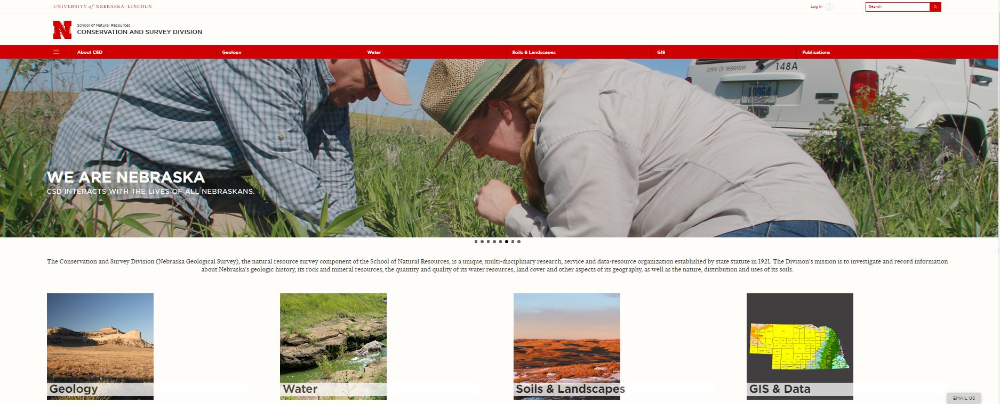 UNIVERSITY of NEBRASKA–LINCOLN
Log In
Search
N
School of Natural Resources
CONSERVATION AND SURVEY DIVISION
About CSD
Geology
Water
Soils & Landscapes
GIS
Publications
STATE OF NEBRASKA
148A
NEBRASKA
10964
WE ARE NEBRASKA
CSD INTERACTS WITH THE LIVES OF ALL NEBRASKANS.
The Conservation and Survey Division (Nebraska Geological Survey), the natural resource survey component of the School of Natural Resources, is a unique, multi-disciplinary research, service and data-resource organization established by state statute in 1921. The Division's mission is to investigate and record information
about Nebraska's geologic history, its rock and mineral resources, the quantity and quality of its water resources, land cover and other aspects of its geography, as well as the nature, distribution and uses of its soils.
Geology
Water
Soils & Landscapes
GIS & Data
EMAIL US